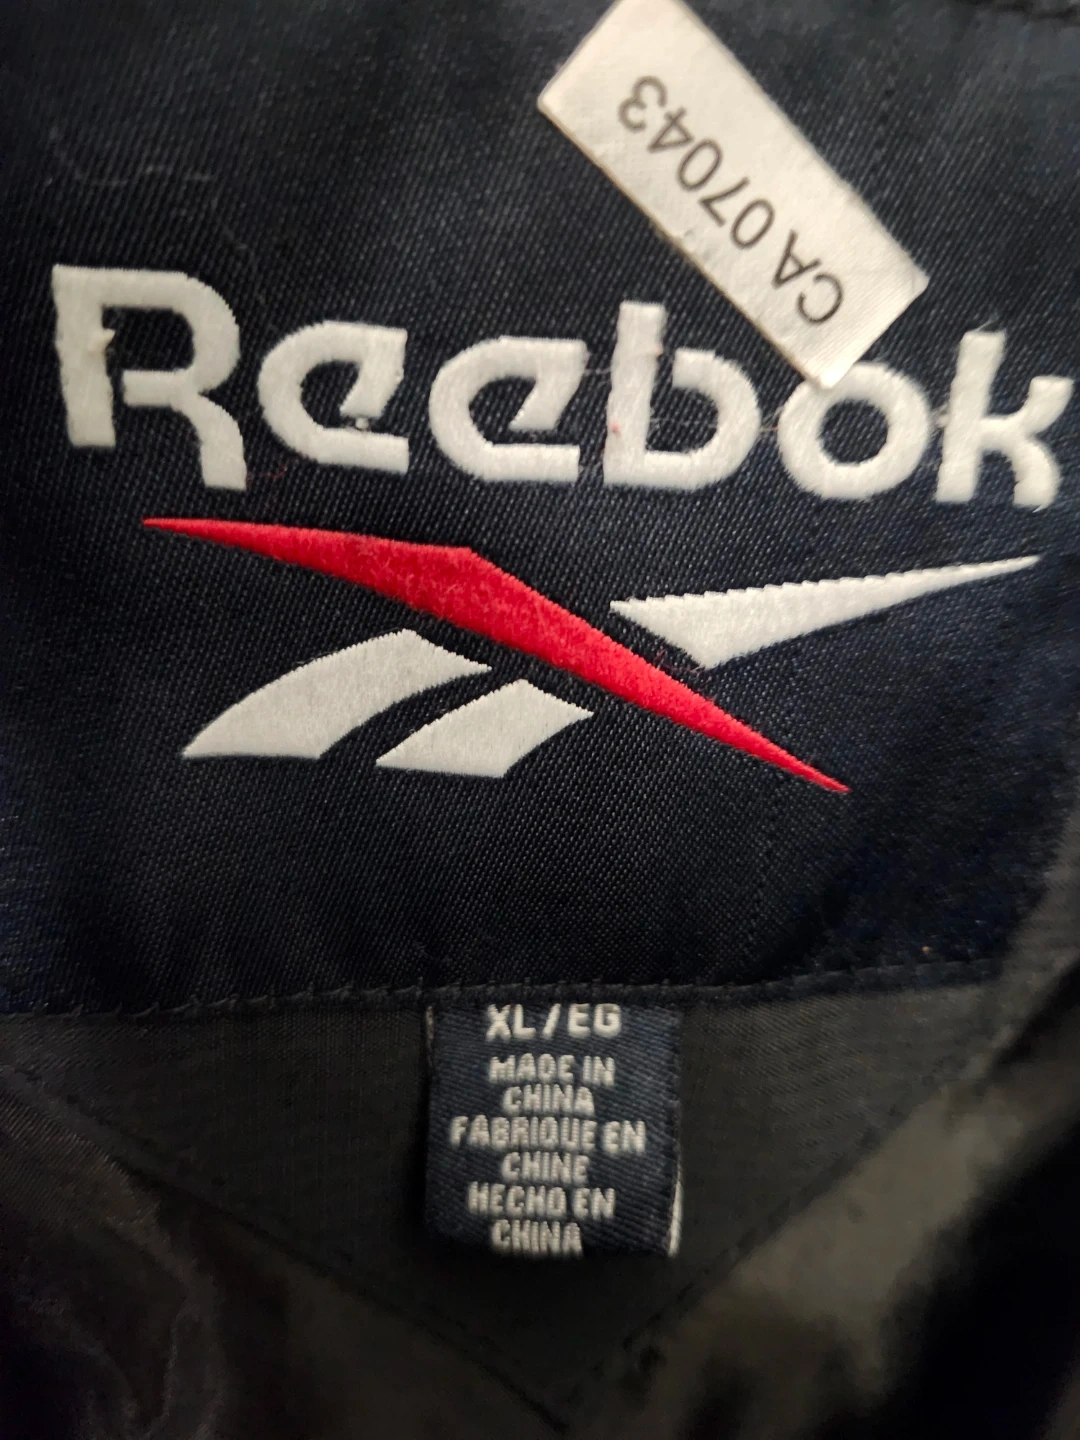 CA 07043
Reebok
XL/EG
MADE IN
CHINA
FABRIQUE EN
CHINE
HECHO EN
CHINA